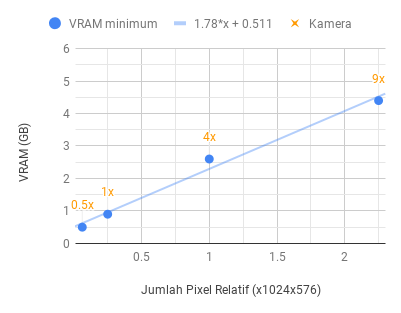 VRAM minimum 1.78*x + 0.511 Kamera
6
5
4
3
2
1
0
9x
4x
1x
0.5x
0.5 1 1.5 2
VRAM (GB)
Jumlah Pixel Relatif (x1024x576)